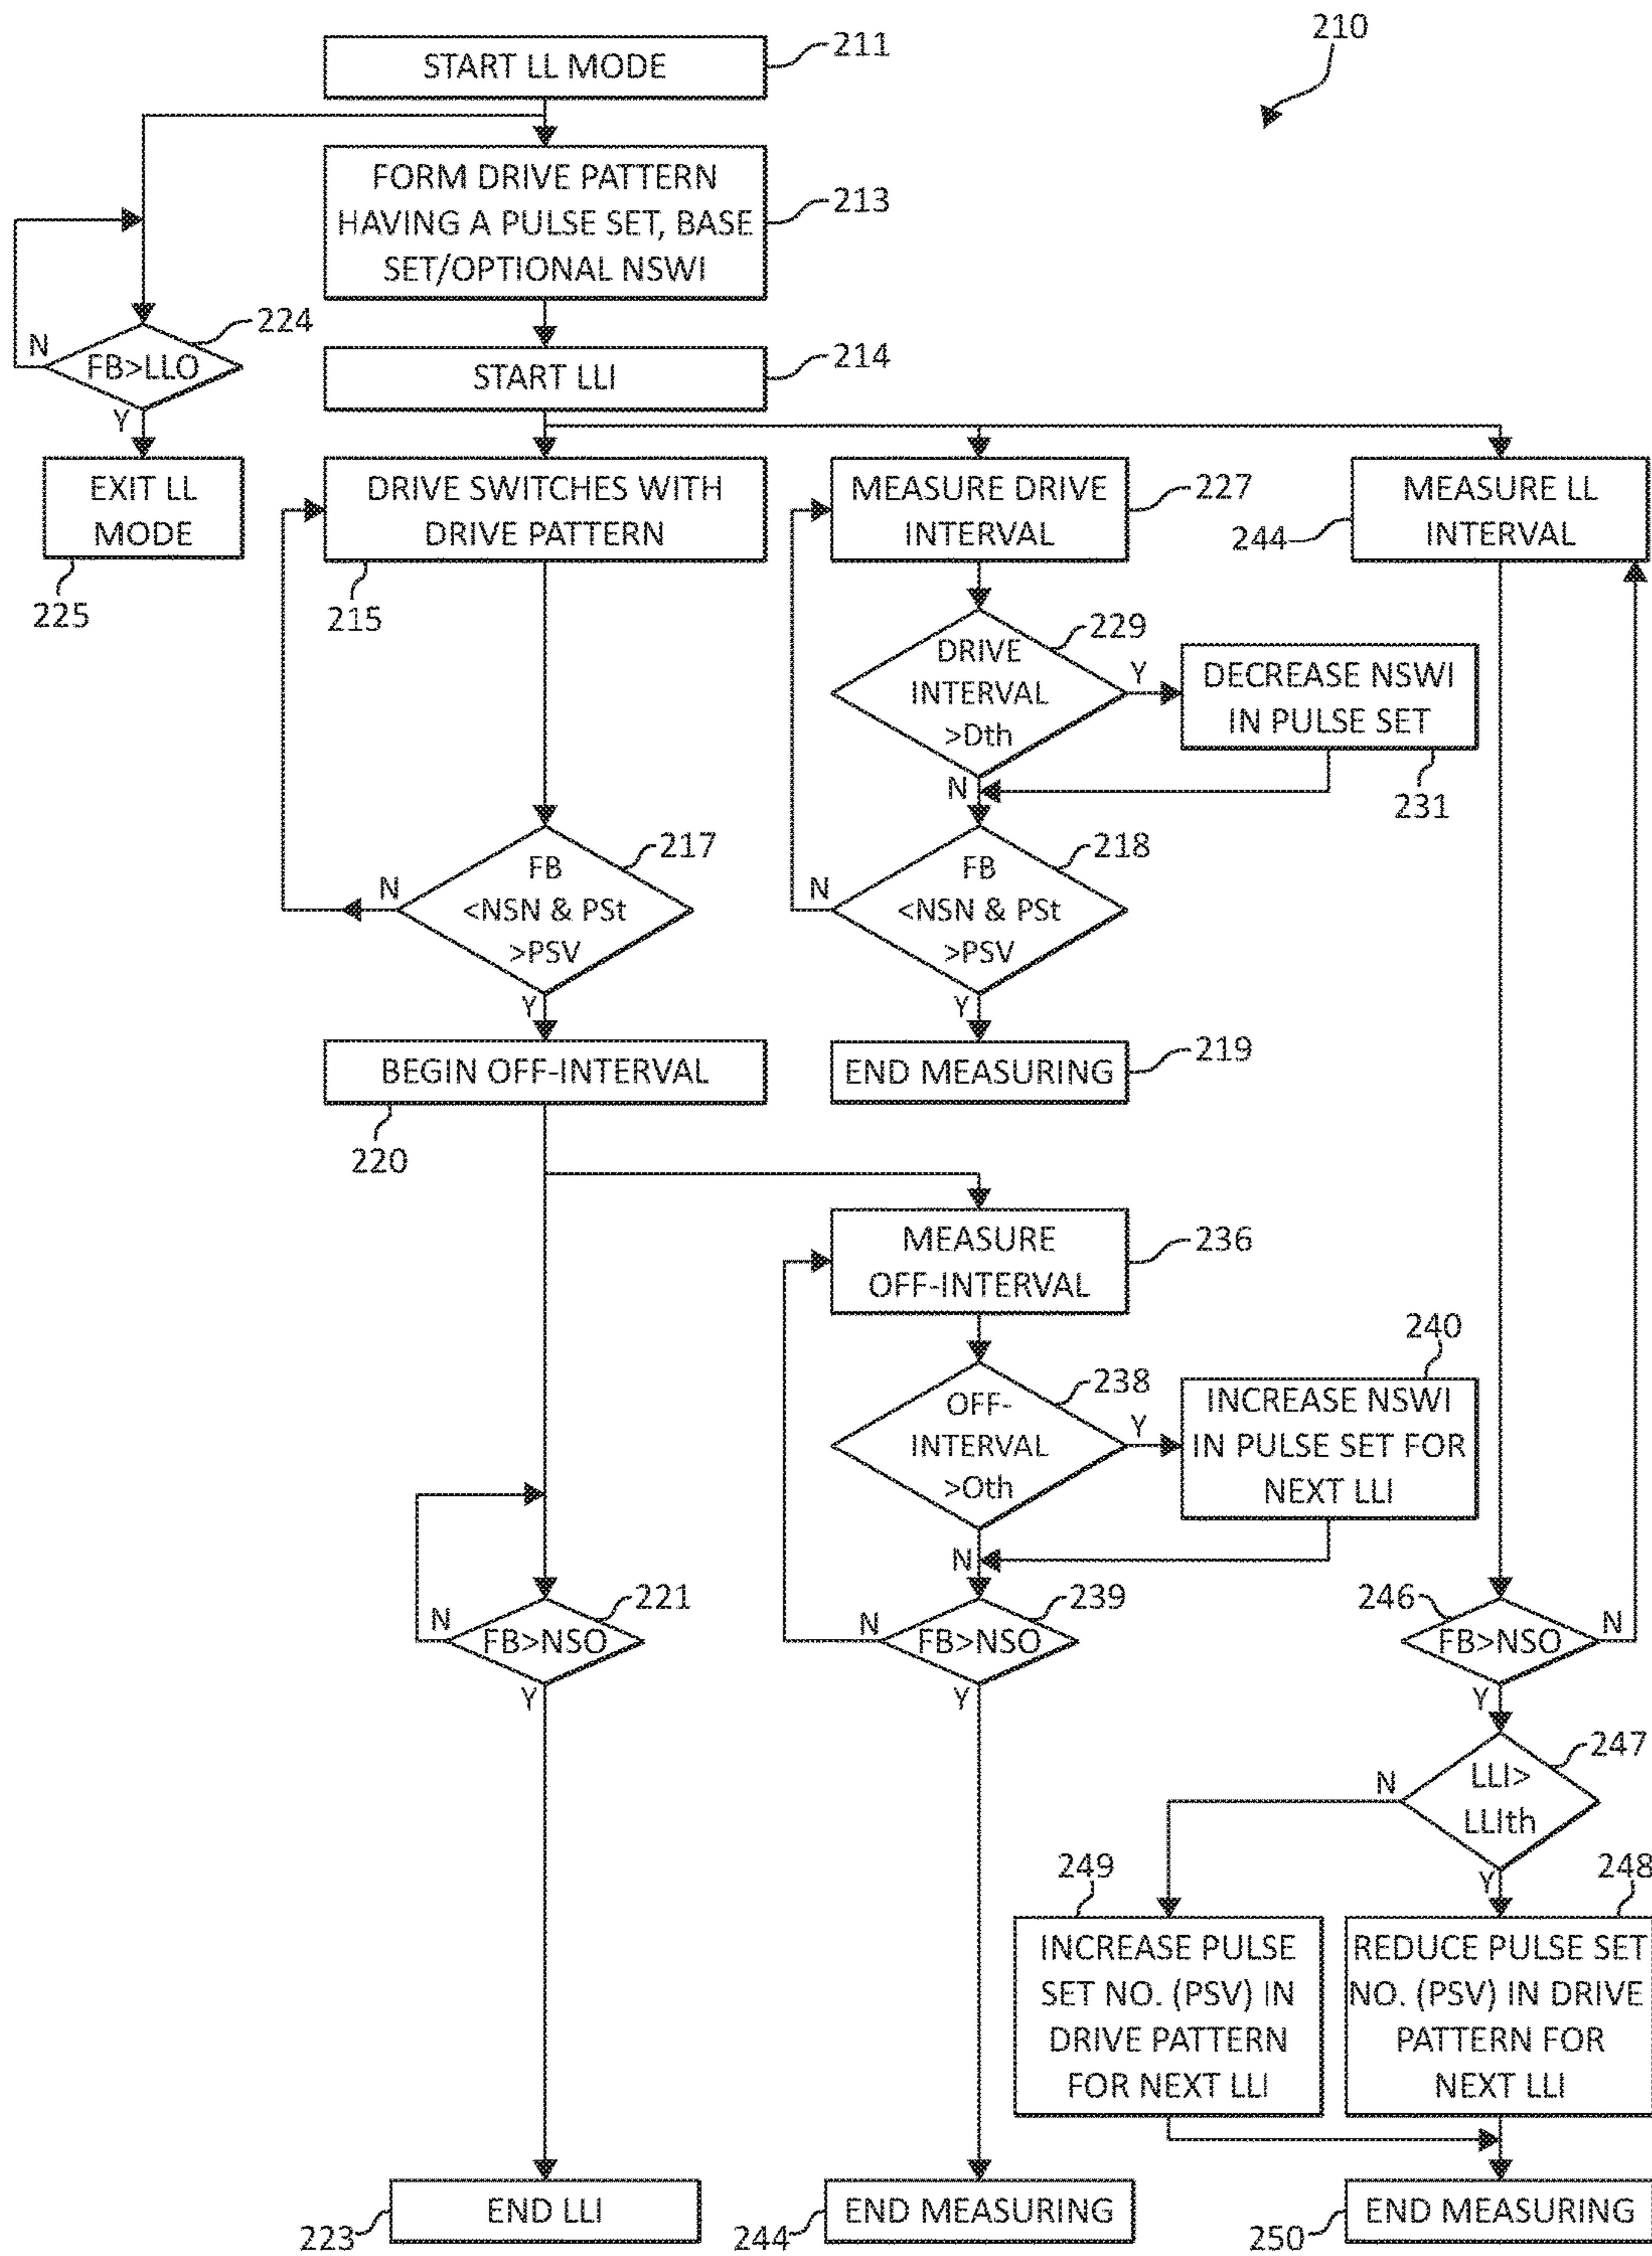 210
START LL MODE
211
FORM DRIVE PATTERN
HAVING A PULSE SET, BASE
SET/OPTIONAL NSWI
213
N
FB>LLO
224
Y
EXIT LL
MODE
225
START LLI
214
DRIVE SWITCHES WITH
DRIVE PATTERN
215
MEASURE DRIVE
INTERVAL
227
MEASURE LL
INTERVAL
244
DRIVE
INTERVAL
>Dth
229
Y
DECREASE NSWI
IN PULSE SET
231
N
FB
<NSN & PSt
>PSV
217
N
Y
FB
<NSN & PSt
>PSV
218
N
Y
BEGIN OFF-INTERVAL
220
END MEASURING
219
MEASURE
OFF-INTERVAL
236
OFF-
INTERVAL
>Oth
238
Y
240
INCREASE NSWI
IN PULSE SET FOR
NEXT LLI
N
N
FB>NSO
221
Y
N
FB>NSO
239
Y
246
FB>NSO
N
Y
LLI>
LLIth
247
N
Y
249
INCREASE PULSE
SET NO. (PSV) IN
DRIVE PATTERN
FOR NEXT LLI
248
REDUCE PULSE SET
NO. (PSV) IN DRIVE
PATTERN FOR
NEXT LLI
END LLI
223
END MEASURING
244
END MEASURING
250